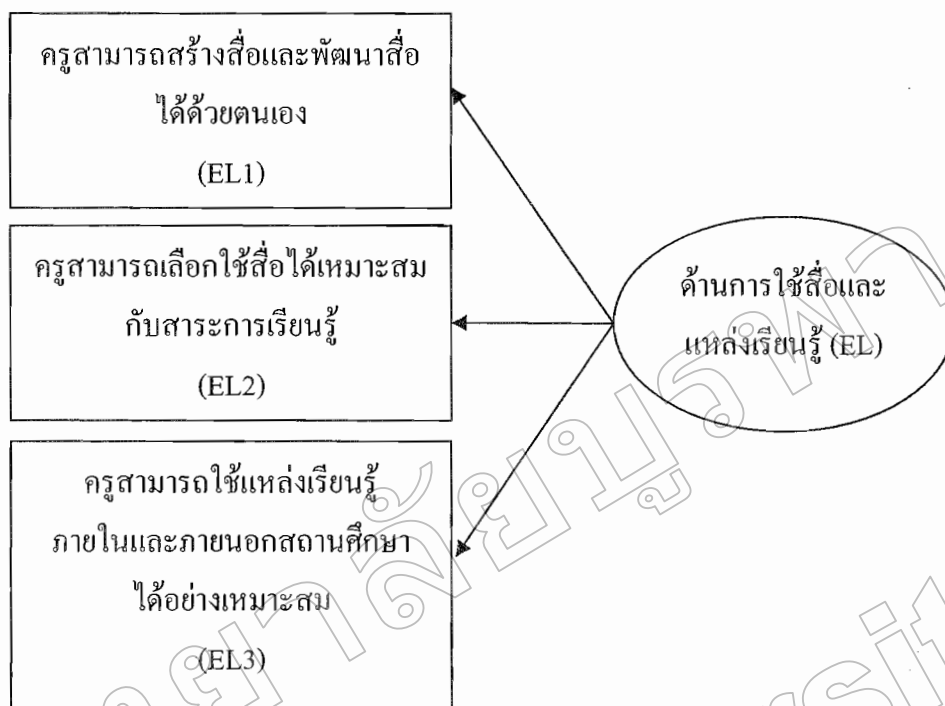 ครูสามารถสร้างสื่อและพัฒนาสื่อ
ได้ด้วยตนเอง
(EL1)
ครูสามารถเลือกใช้สื่อได้เหมาะสม
กับสาระการเรียนรู้
(EL2)
ครูสามารถใช้แหล่งเรียนรู้
ภายในและภายนอกสถานศึกษา
ได้อย่างเหมาะสม
(EL3)
ด้านการใช้สื่อและ
แหล่งเรียนรู้ (EL)